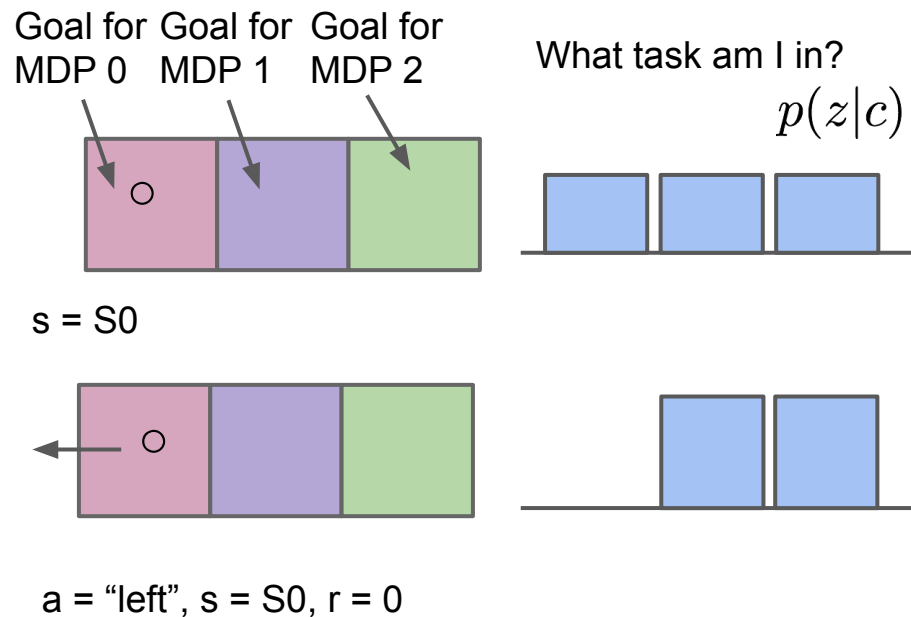 Goal for Goal for Goal for
MDP 0 MDP 1 MDP 2
What task am I in?
p(z|c)
s = S0
a = “left”, s = S0, r = 0